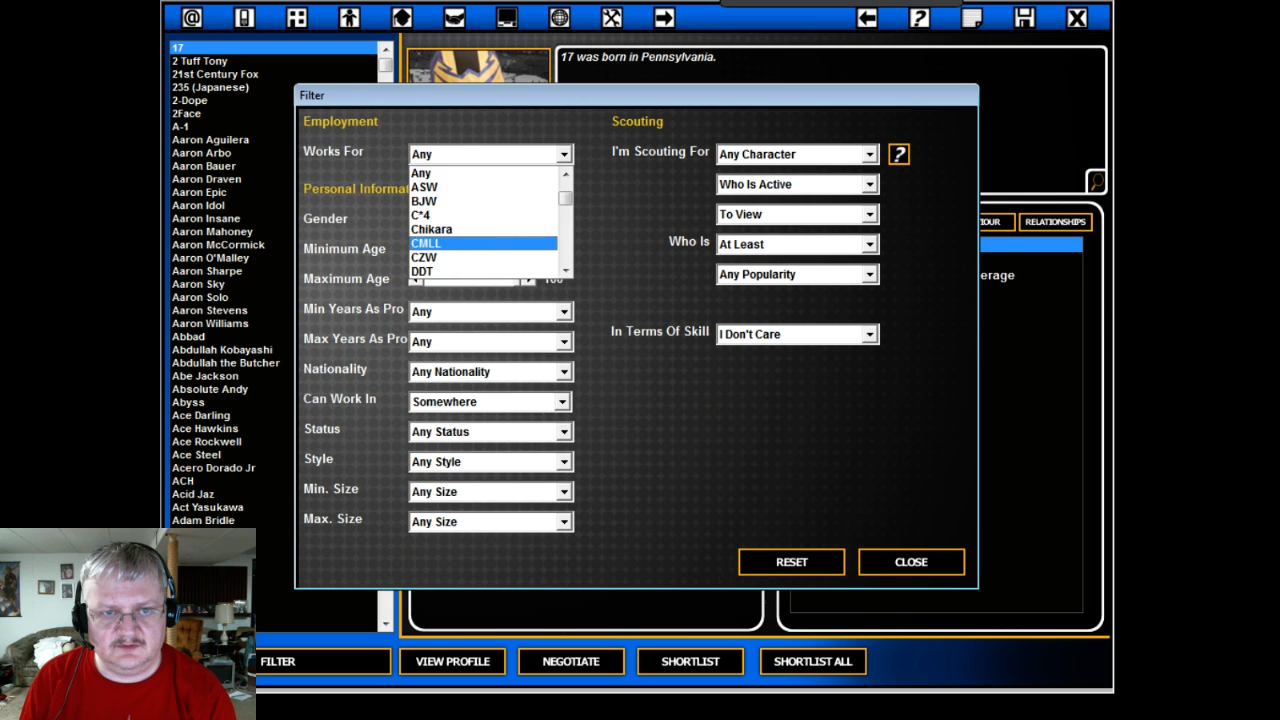 17
2 Tuff Tony
21st Century Fox
235 (Japanese)
2-Dope
2Face
A-1
Aaron Aguilera
Aaron Arbo
Aaron Bauer
Aaron Draven
Aaron Epic
Aaron Idol
Aaron Insane
Aaron Mahoney
Aaron McCormick
Aaron O'Malley
Aaron Sharpe
Aaron Sky
Aaron Solo
Aaron Stevens
Aaron Williams
Abbad
Abdullah Kobayashi
Abdullah the Butcher
Abe Jackson
Absolute Andy
Abyss
Ace Darling
Ace Hawkins
Ace Rockwell
Ace Steel
Acero Dorado Jr
ACH
Acid Jaz
Act Yasukawa
Adam Bridle
17 was born in Pennsylvania.
Filter
Employment
Works For Any
Any
ASW
BJW
C*4
Chikara
CMLL
CZW
DDT
Personal Informat
Gender
Minimum Age
Maximum Age 100
Min Years As Pro Any
Max Years As Pro Any
Nationality Any Nationality
Can Work In Somewhere
Status Any Status
Style Any Style
Min. Size Any Size
Max. Size Any Size
Scouting
I'm Scouting For Any Character ?
Who Is Active
To View
Who Is At Least
Any Popularity
In Terms Of Skill I Don't Care
RESET CLOSE
IOUR RELATIONSHIPS
erage
FILTER VIEW PROFILE NEGOTIATE SHORTLIST SHORTLIST ALL